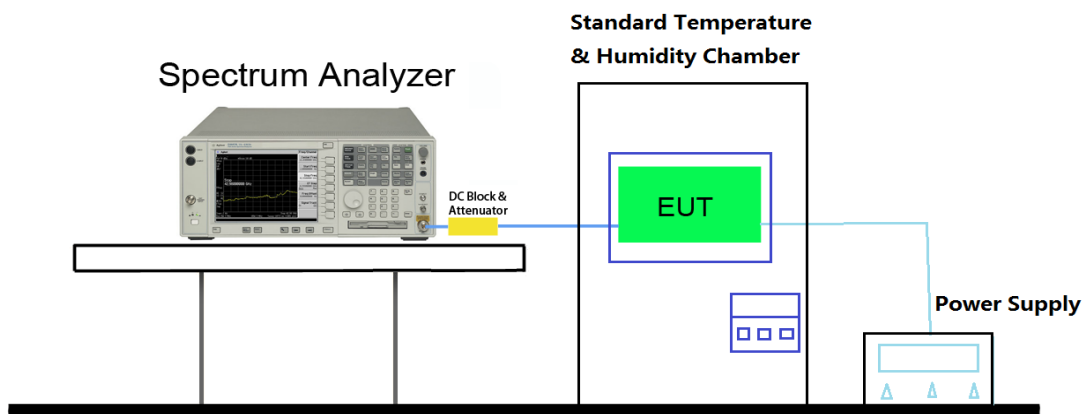 Standard Temperature
& Humidity Chamber
Spectrum Analyzer
DC Block &
Attenuator
EUT
Power Supply